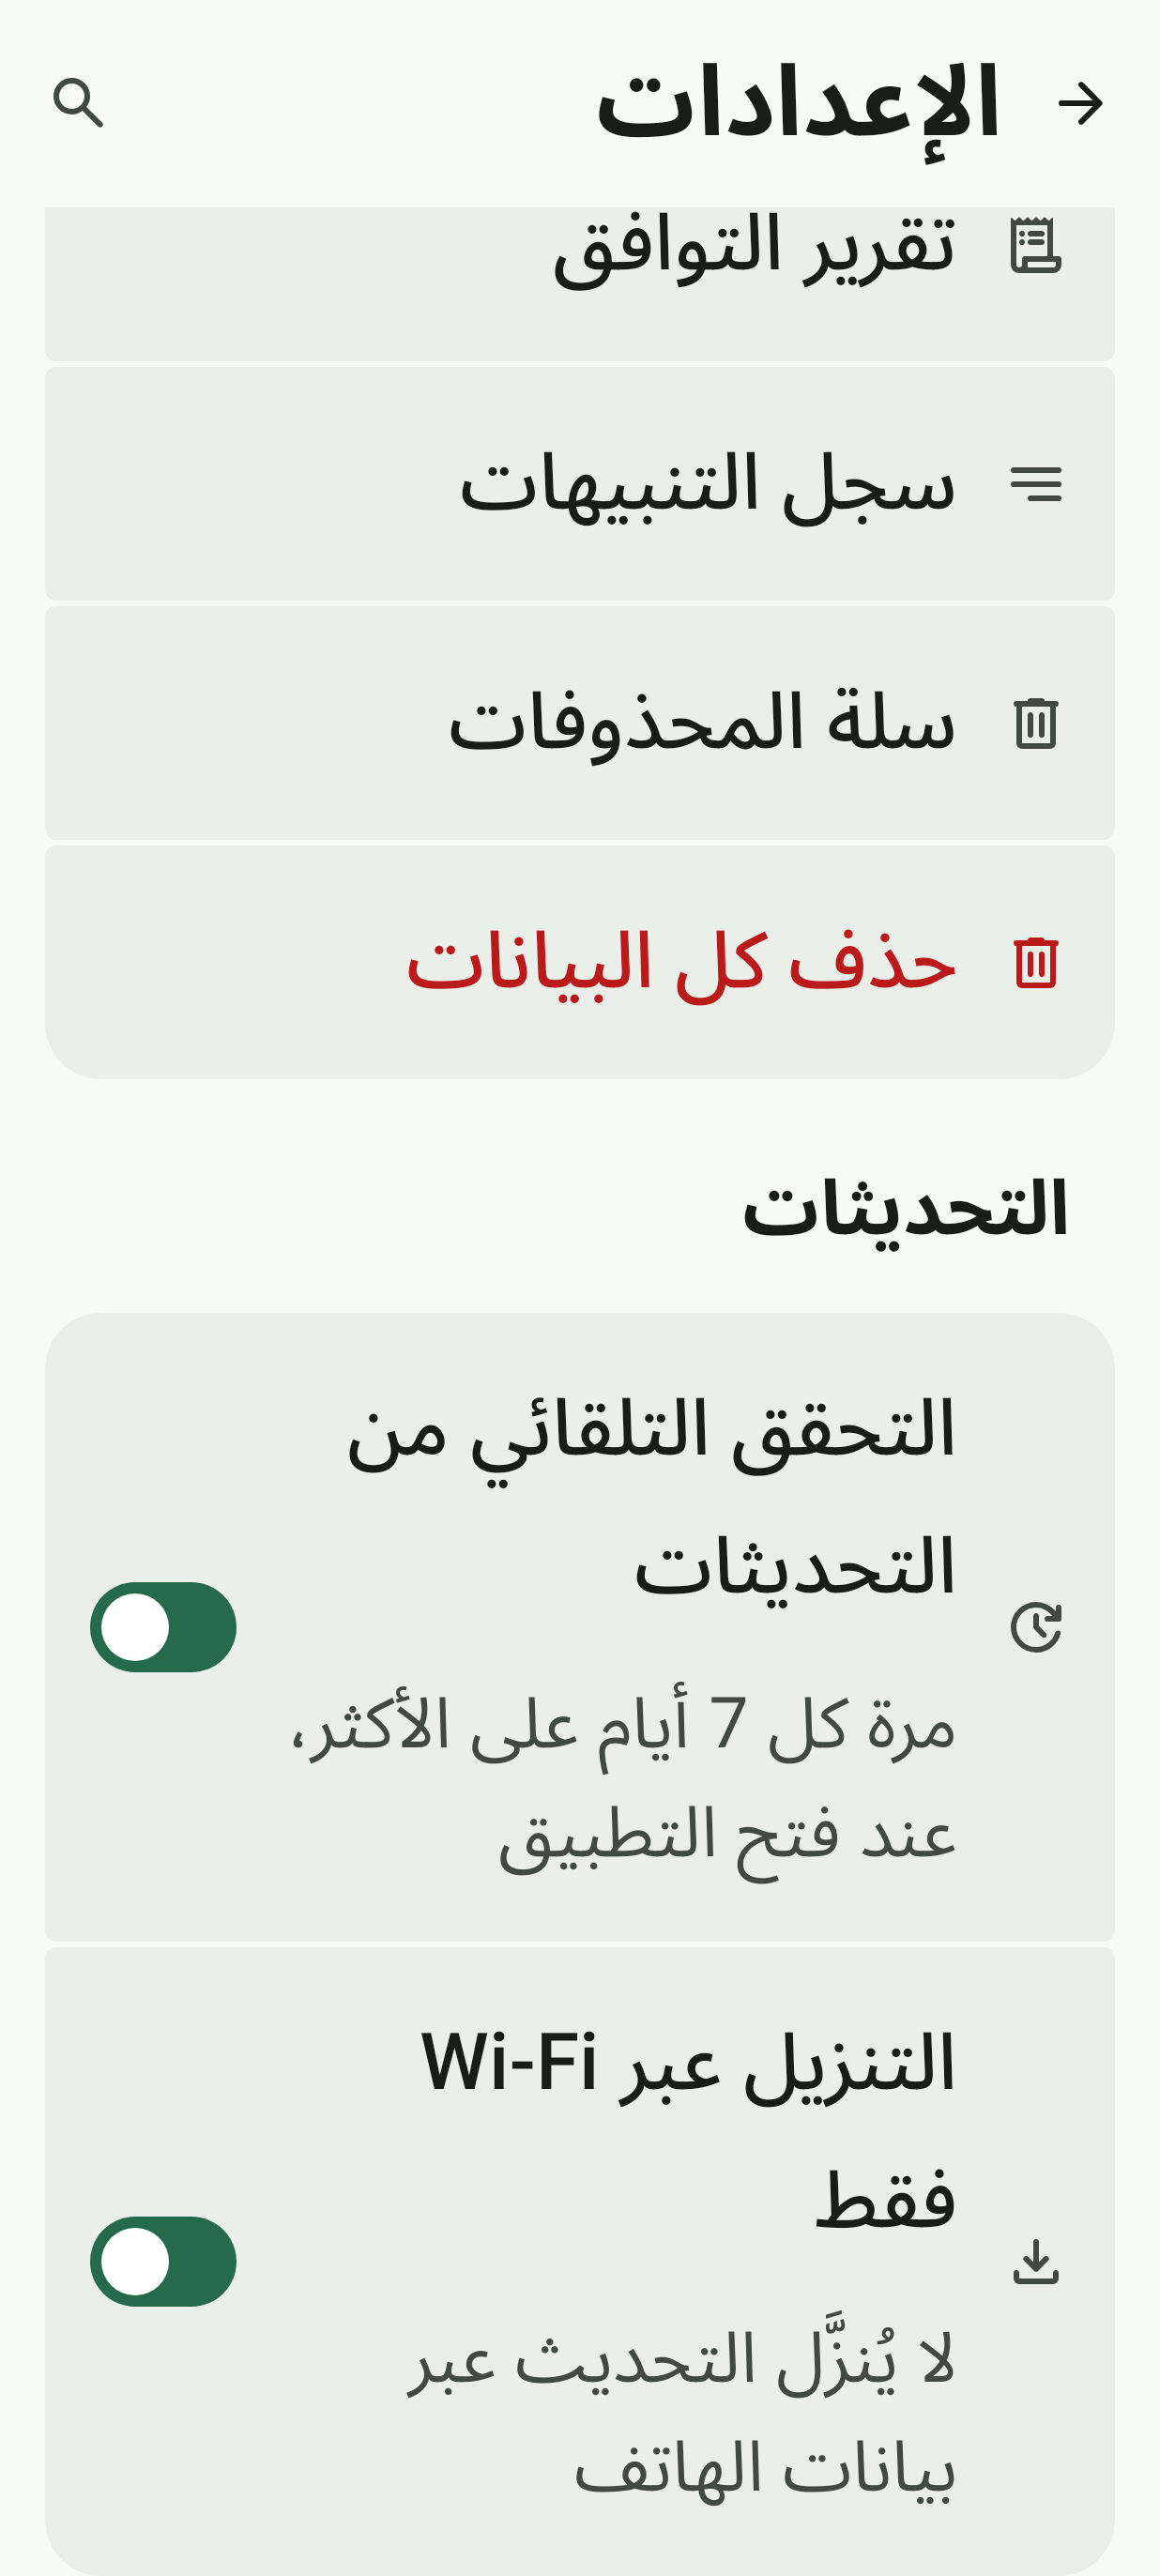 الإعدادات
تقرير التوافق
سجل التنبيهات
سلة المحذوفات
حذف كل البيانات
التحديثات
التحقق التلقائي من
التحديثات
مرة كل 7 أيام على الأكثر،
عند فتح التطبيق
التنزيل عبر Wi-Fi
فقط
لا يُنزَّل التحديث عبر
بيانات الهاتف